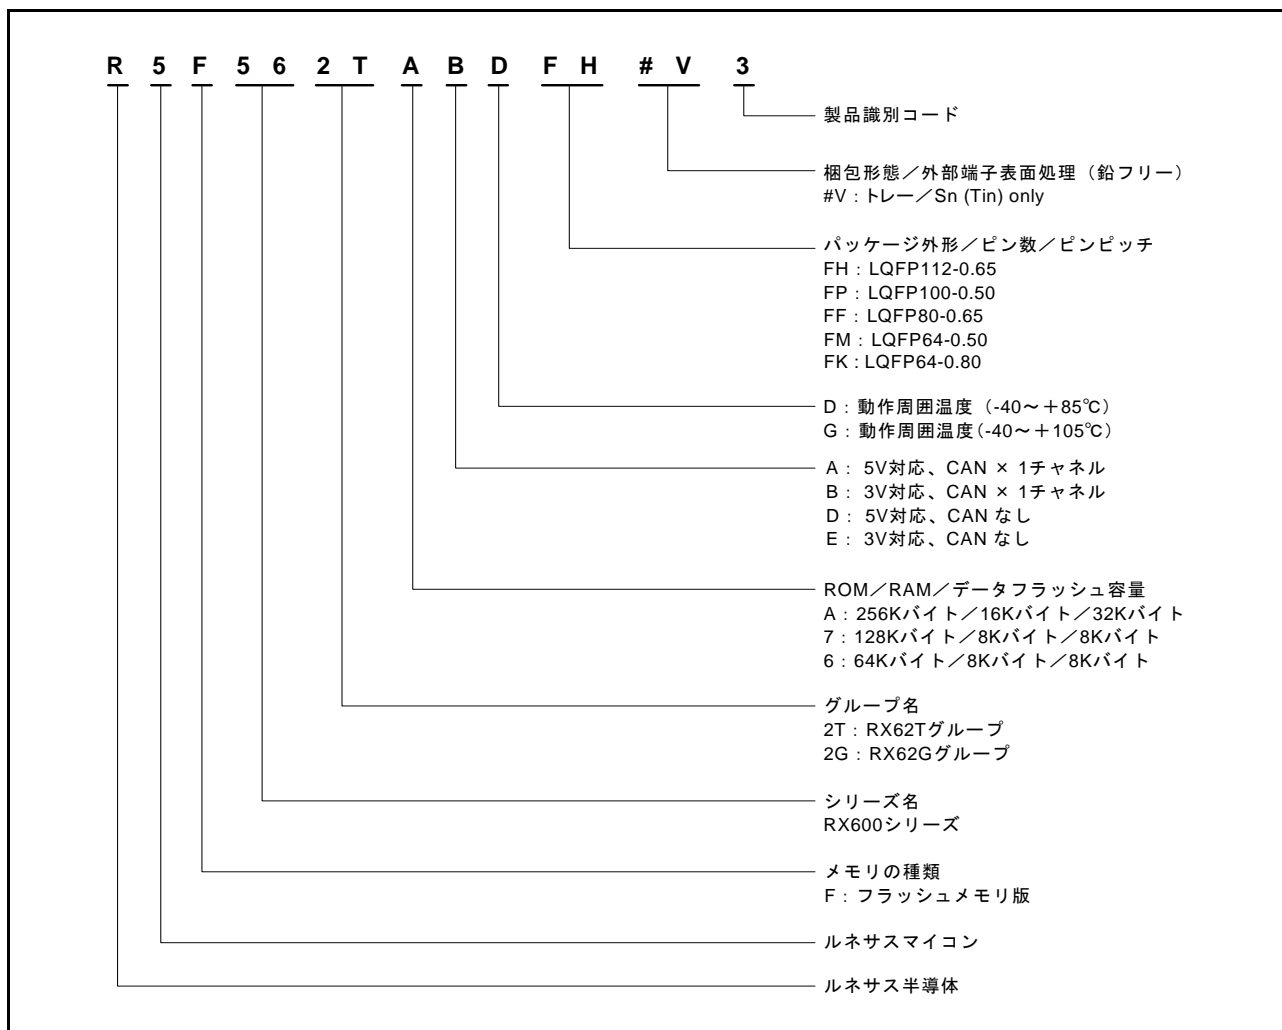 R 5 F 5 6 2 T A B D F H # V 3
製品識別コード
梱包形態／外部端子表面処理（鉛フリー）
#V：トレー／Sn (Tin) only
パッケージ外形／ピン数／ピンピッチ
FH：LQFP112-0.65
FP：LQFP100-0.50
FF：LQFP80-0.65
FM：LQFP64-0.50
FK：LQFP64-0.80
D：動作周囲温度（-40～＋85℃）
G：動作周囲温度（-40～＋105℃）
A： 5V対応、CAN × 1チャネル
B： 3V対応、CAN × 1チャネル
D： 5V対応、CAN なし
E： 3V対応、CAN なし
ROM／RAM／データフラッシュ容量
A：256Kバイト／16Kバイト／32Kバイト
7：128Kバイト／8Kバイト／8Kバイト
6：64Kバイト／8Kバイト／8Kバイト
グループ名
2T：RX62Tグループ
2G：RX62Gグループ
シリーズ名
RX600シリーズ
メモリの種類
F：フラッシュメモリ版
ルネサスマイコン
ルネサス半導体